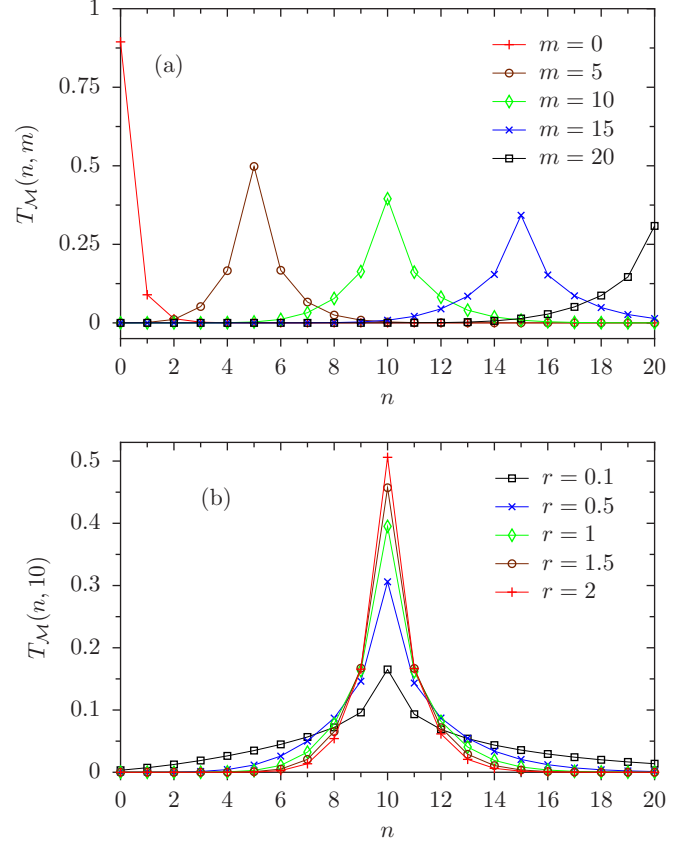 1
0.75
0.5
0.25
0
T_M(n, m)
(a)
m = 0
m = 5
m = 10
m = 15
m = 20
0 2 4 6 8 10 12 14 16 18 20
n
0.5
0.4
0.3
0.2
0.1
0
T_M(n, 10)
(b)
r = 0.1
r = 0.5
r = 1
r = 1.5
r = 2
0 2 4 6 8 10 12 14 16 18 20
n